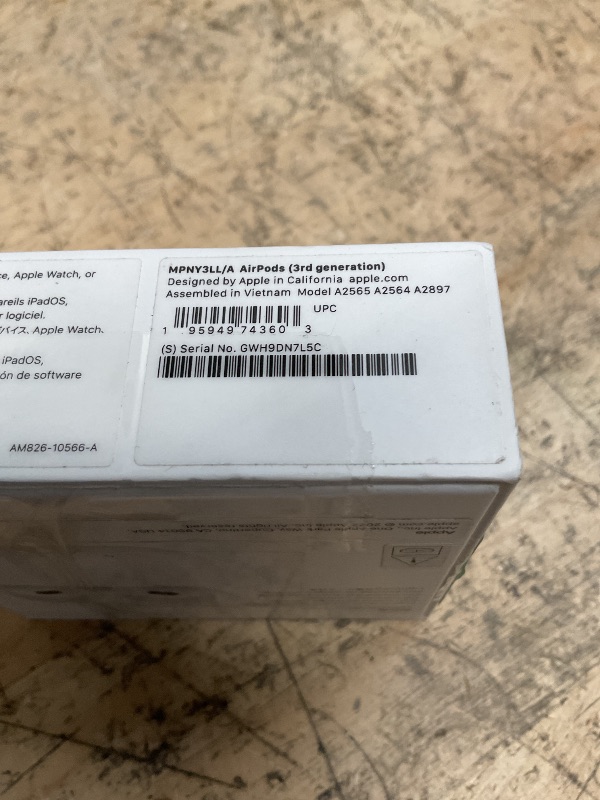 ce, Apple Watch, or
areils iPadOS,
r logiciel.
バイス、Apple Watch、
iPadOS,
ón de software
AM826-10566-A
MPNY3LL/A AirPods (3rd generation)
Designed by Apple in California apple.com
Assembled in Vietnam Model A2565 A2564 A2897
UPC
1 95949 74360 3
(S) Serial No. GWH9DN7L5C
Apple